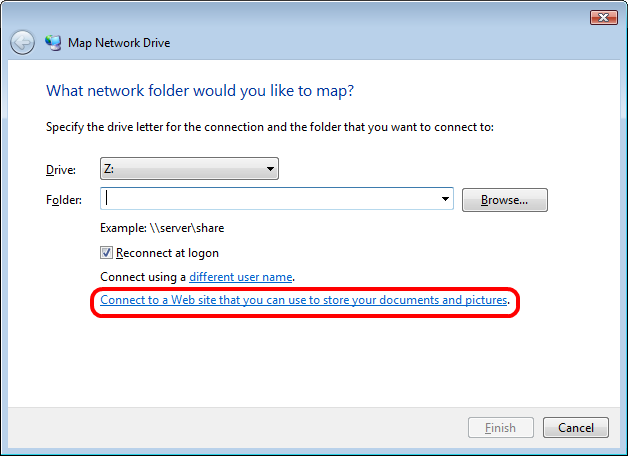 Map Network Drive
What network folder would you like to map?
Specify the drive letter for the connection and the folder that you want to connect to:
Drive: Z:
Folder: Browse...
Example: \\server\share
Reconnect at logon
Connect using a different user name.
Connect to a Web site that you can use to store your documents and pictures.
Finish Cancel